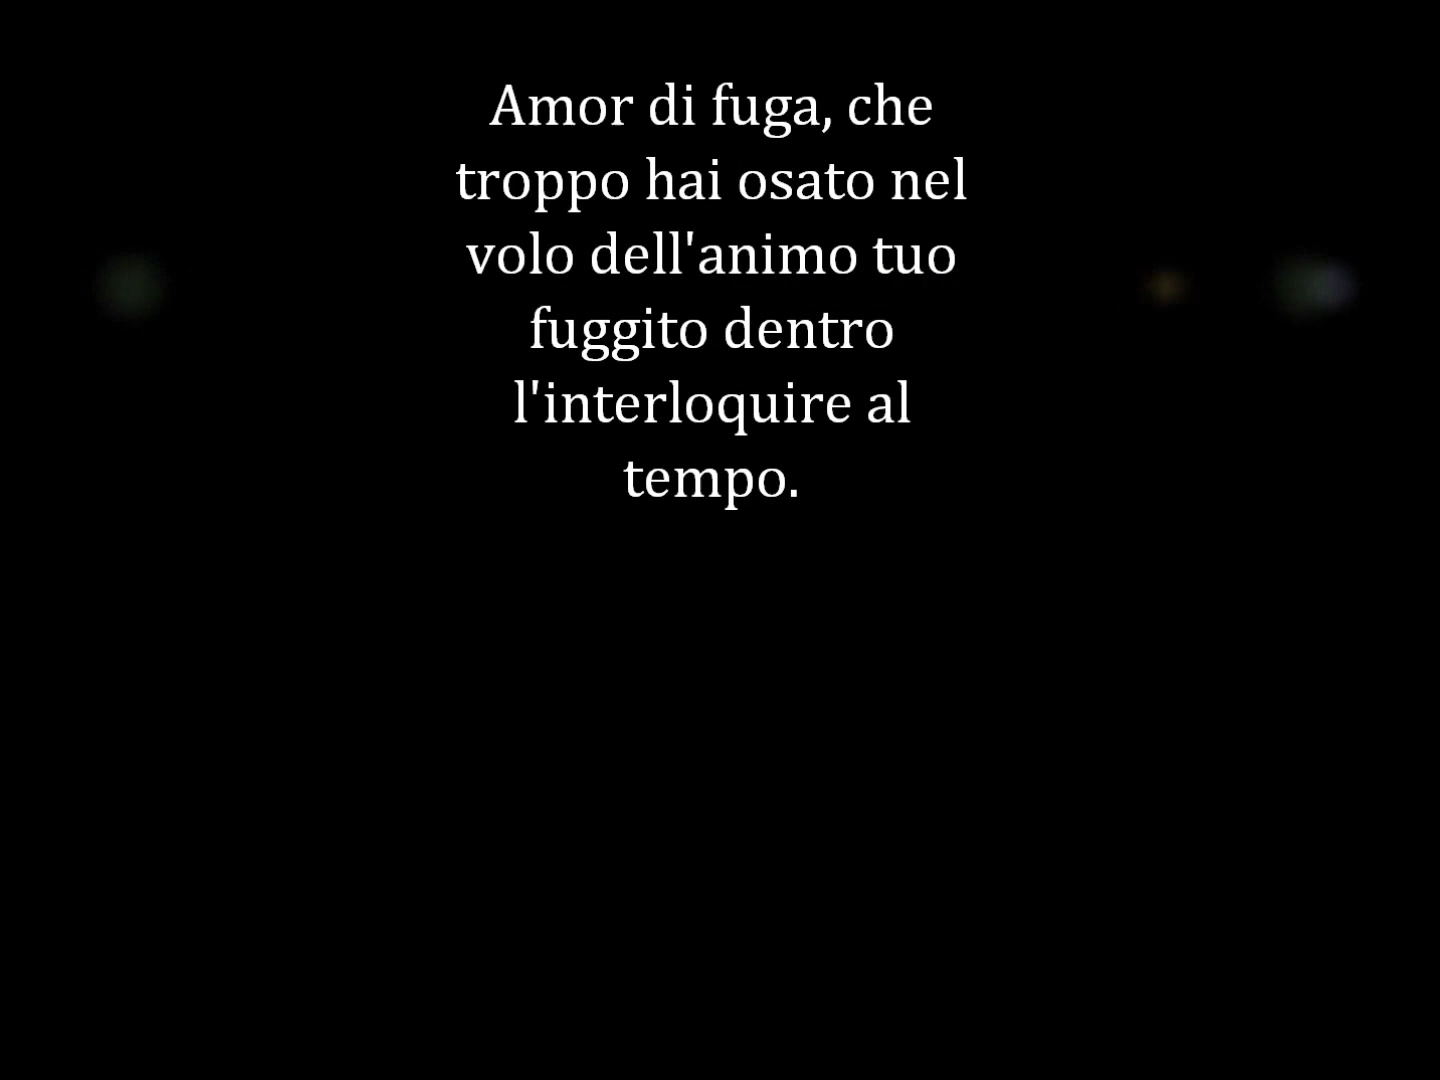 Amor di fuga, che
troppo hai osato nel
volo dell'animo tuo
fuggito dentro
l'interloquire al
tempo.